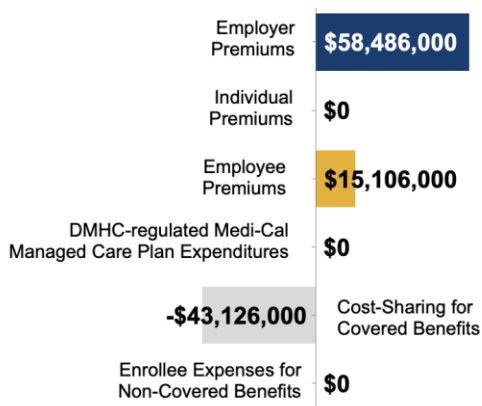 Employer
Premiums
$58,486,000
Individual
Premiums
$0
Employee
Premiums
$15,106,000
DMHC-regulated Medi-Cal
Managed Care Plan Expenditures
$0
-$43,126,000
Cost-Sharing for
Covered Benefits
Enrollee Expenses for
Non-Covered Benefits
$0